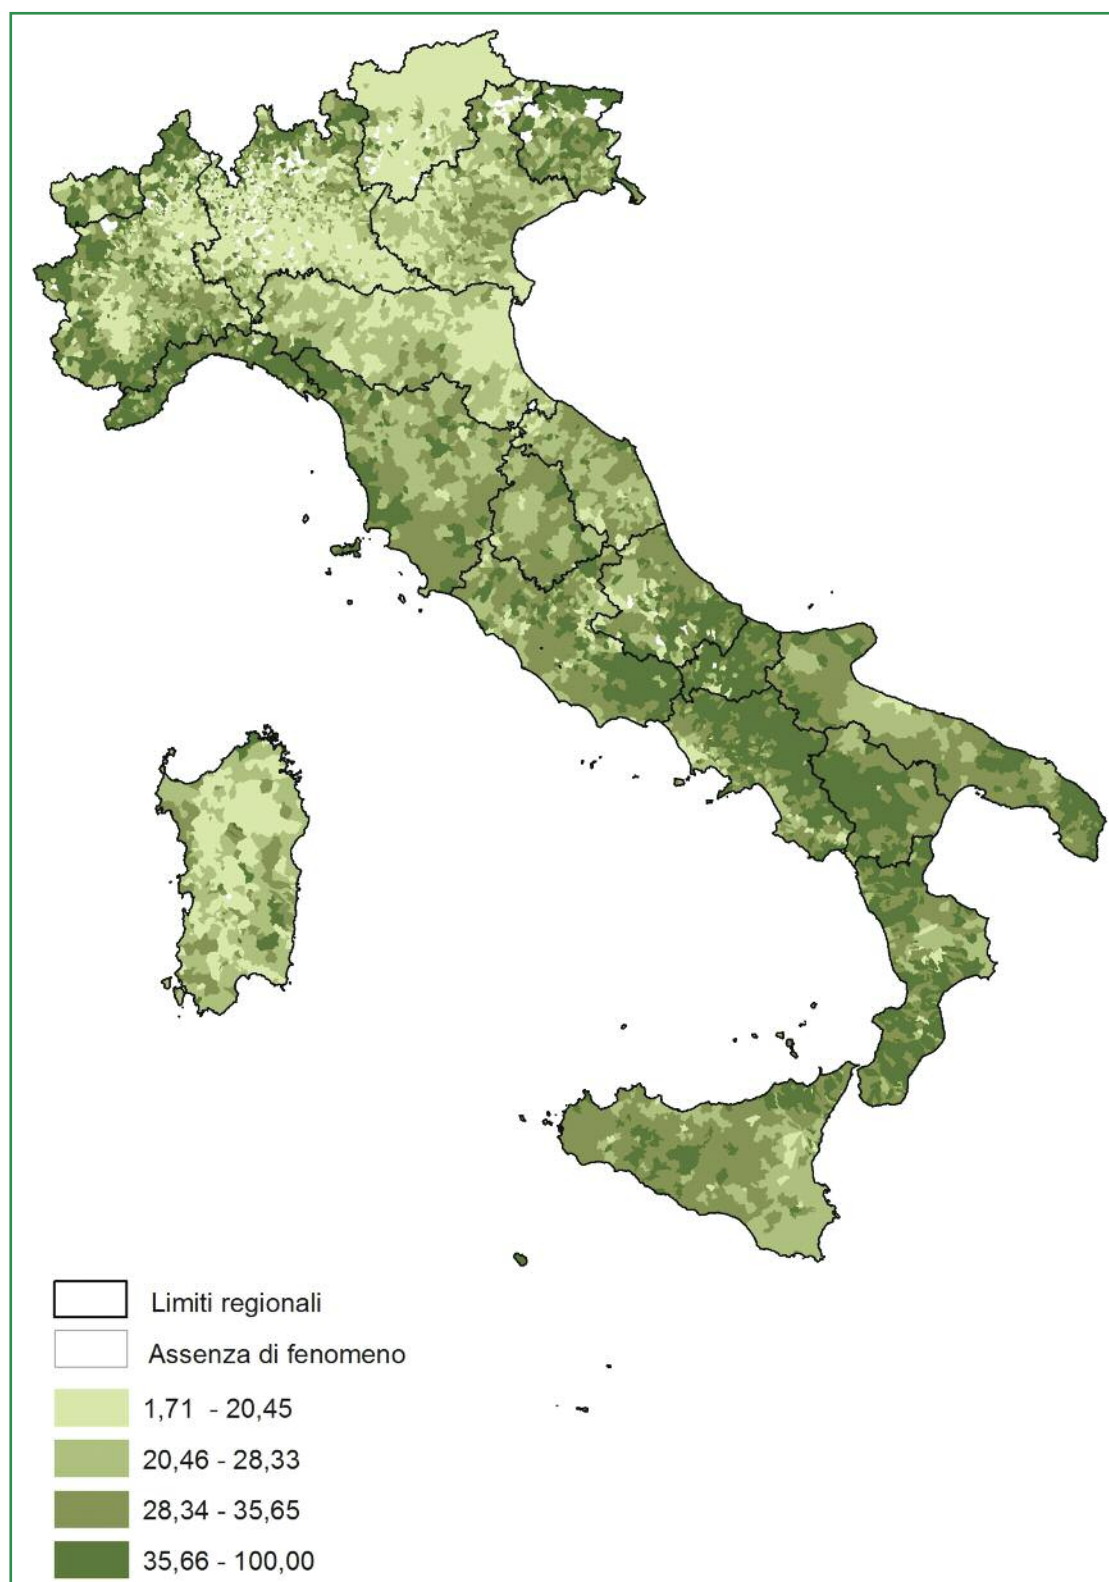 Limiti regionali
Assenza di fenomeno
1,71 - 20,45
20,46 - 28,33
28,34 - 35,65
35,66 - 100,00